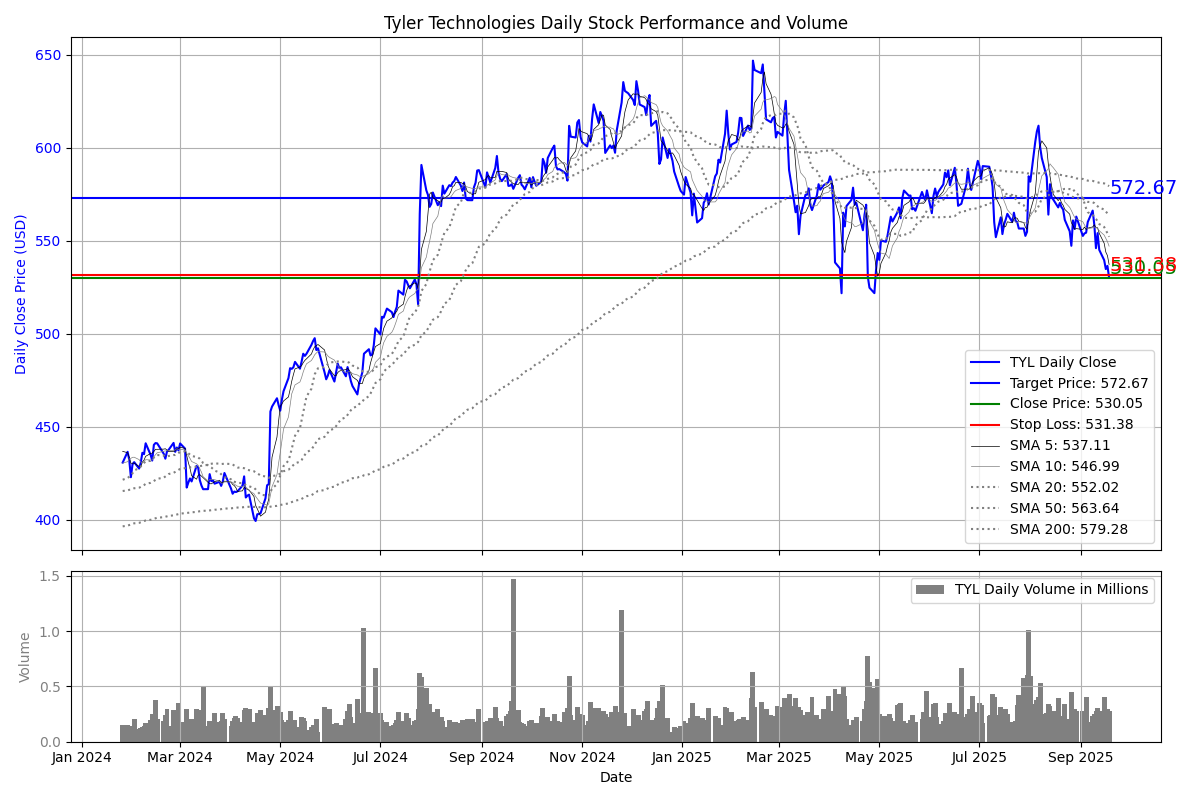 Tyler Technologies Daily Stock Performance and Volume
Daily Close Price (USD)
650
600
550
500
450
400
572.67
531.38
530.05
TYL Daily Close
Target Price: 572.67
Close Price: 530.05
Stop Loss: 531.38
SMA 5: 537.11
SMA 10: 546.99
SMA 20: 552.02
SMA 50: 563.64
SMA 200: 579.28
Volume
1.5
1.0
0.5
0.0
TYL Daily Volume in Millions
Jan 2024 Mar 2024 May 2024 Jul 2024 Sep 2024 Nov 2024 Jan 2025 Mar 2025 May 2025 Jul 2025 Sep 2025
Date